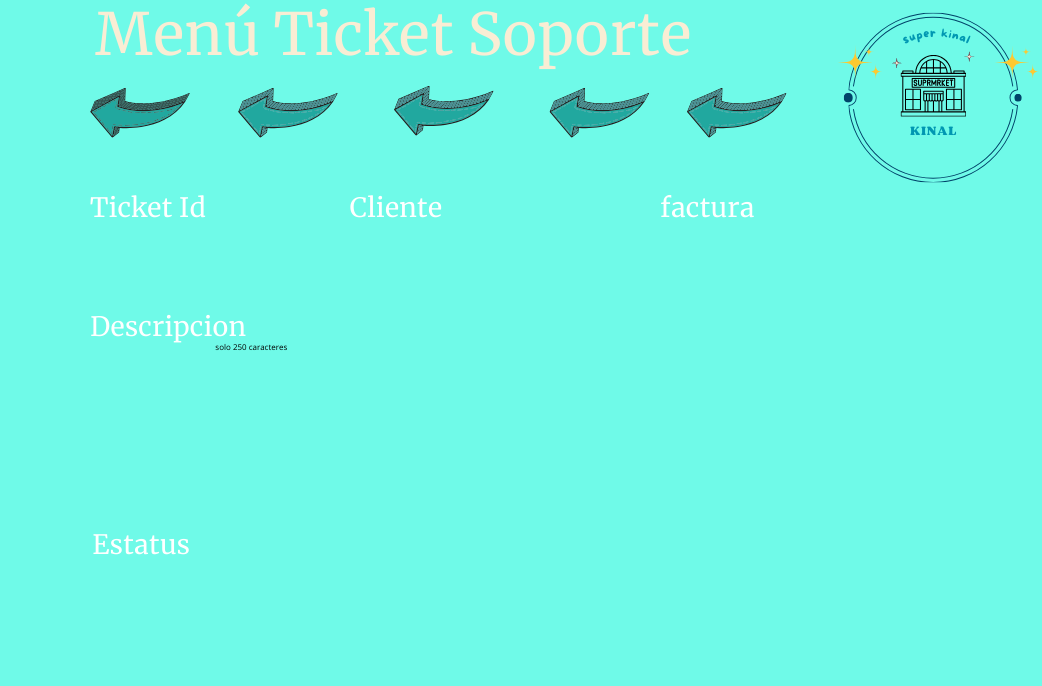 Menú Ticket Soporte
super kinal
SUPRMRKET
KINAL
Ticket Id
Cliente
factura
Descripcion
solo 250 caracteres
Estatus